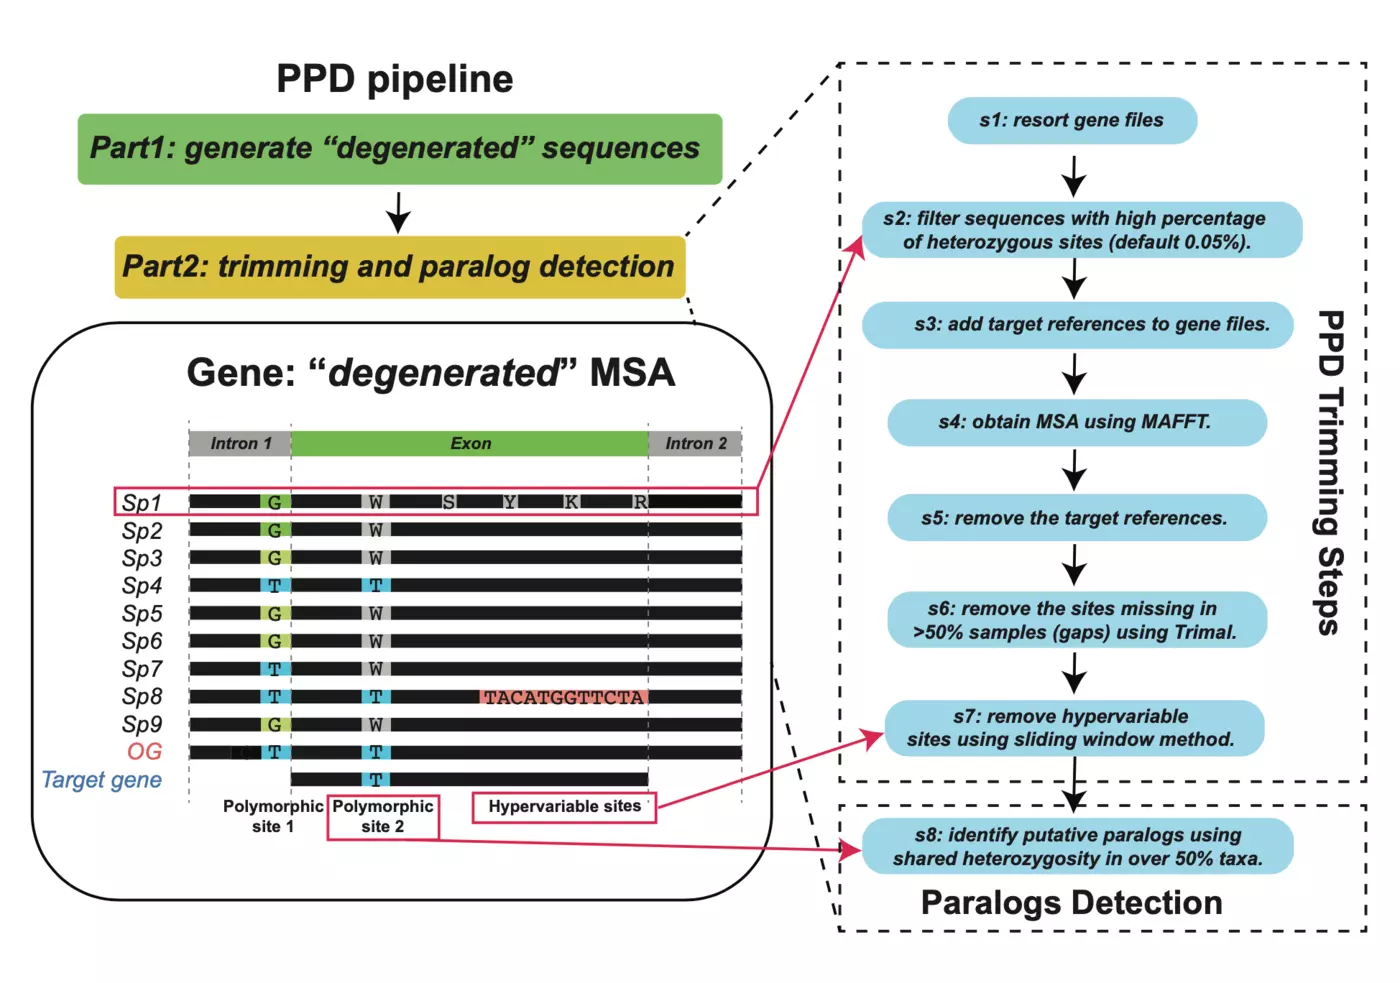 PPD pipeline
Part1: generate “degenerated” sequences
Part2: trimming and paralog detection
Gene: “degenerated” MSA
Intron 1 Exon Intron 2
Sp1 G W S Y K R
Sp2 G W
Sp3 G W
Sp4 T T
Sp5 G W
Sp6 G W
Sp7 T W
Sp8 T T TACATGGTTCTA
Sp9 G W
OG T T
Target gene T
Polymorphic
site 1
Polymorphic
site 2
Hypervariable sites
s1: resort gene files
s2: filter sequences with high percentage
of heterozygous sites (default 0.05%).
s3: add target references to gene files.
s4: obtain MSA using MAFFT.
s5: remove the target references.
s6: remove the sites missing in
>50% samples (gaps) using Trimal.
s7: remove hypervariable
sites using sliding window method.
PPD Trimming Steps
s8: identify putative paralogs using
shared heterozygosity in over 50% taxa.
Paralogs Detection